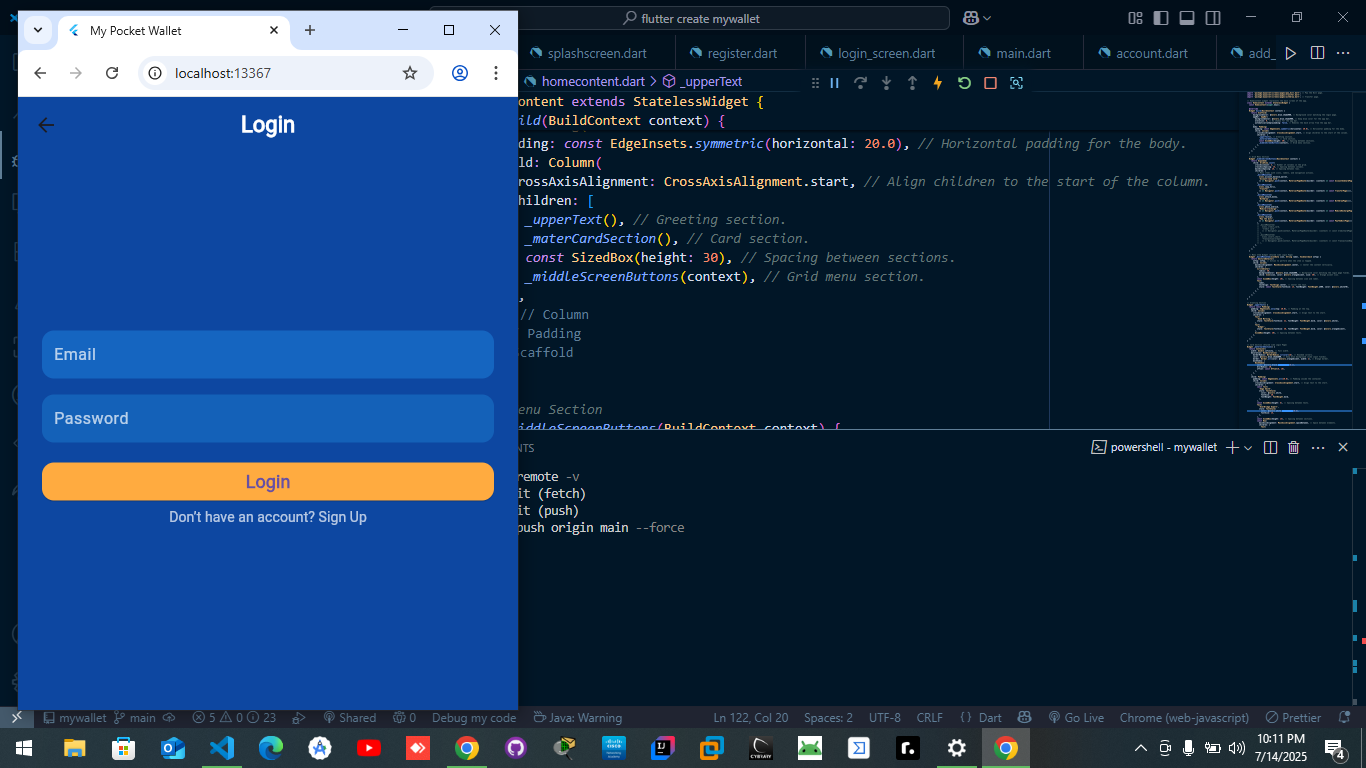 My Pocket Wallet
localhost:13367
Login
Email
Password
Login
Don't have an account? Sign Up
flutter create mywallet
splashscreen.dart
register.dart
login_screen.dart
main.dart
account.dart
add_
homecontent.dart > _upperText
ontent extends StatelessWidget {
ild(BuildContext context) {
ding: const EdgeInsets.symmetric(horizontal: 20.0), // Horizontal padding for the body.
ld: Column(
rossAxisAlignment: CrossAxisAlignment.start, // Align children to the start of the column.
hildren: [
_upperText(), // Greeting section.
_materCardSection(), // Card section.
const SizedBox(height: 30), // Spacing between sections.
_middleScreenButtons(context), // Grid menu section.
,
// Column
Padding
caffold
enu Section
iddleScreenButtons(BuildContext context) {
NTS
powershell - mywallet
remote -v
it (fetch)
it (push)
push origin main --force
mywallet
main
5
0
23
Shared
0
Debug my code
Java: Warning
Ln 122, Col 20
Spaces: 2
UTF-8
CRLF
{ } Dart
Go Live
Chrome (web-javascript)
Prettier
10:11 PM
7/14/2025
4